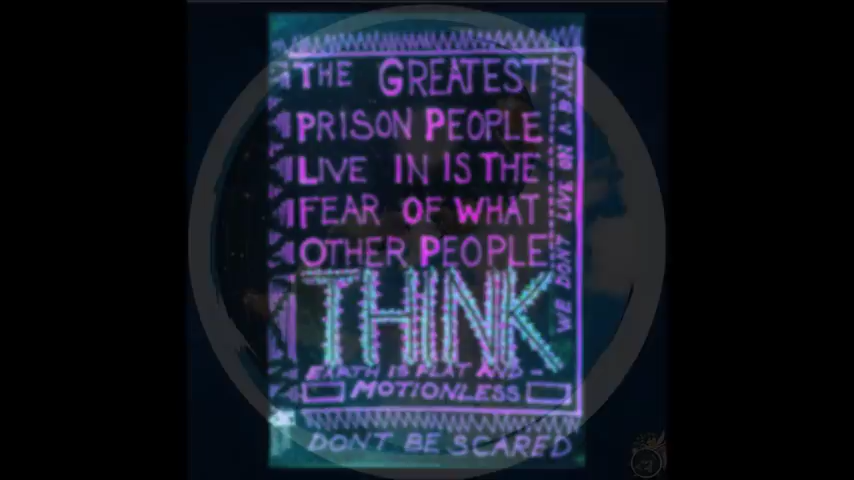 THE GREATEST
PRISON PEOPLE
LIVE IN IS THE
FEAR OF WHAT
OTHER PEOPLE
THINK
EARTH IS FLAT AND -
MOTIONLESS
DONT BE SCARED
WE DONT LIVE ON A BALL